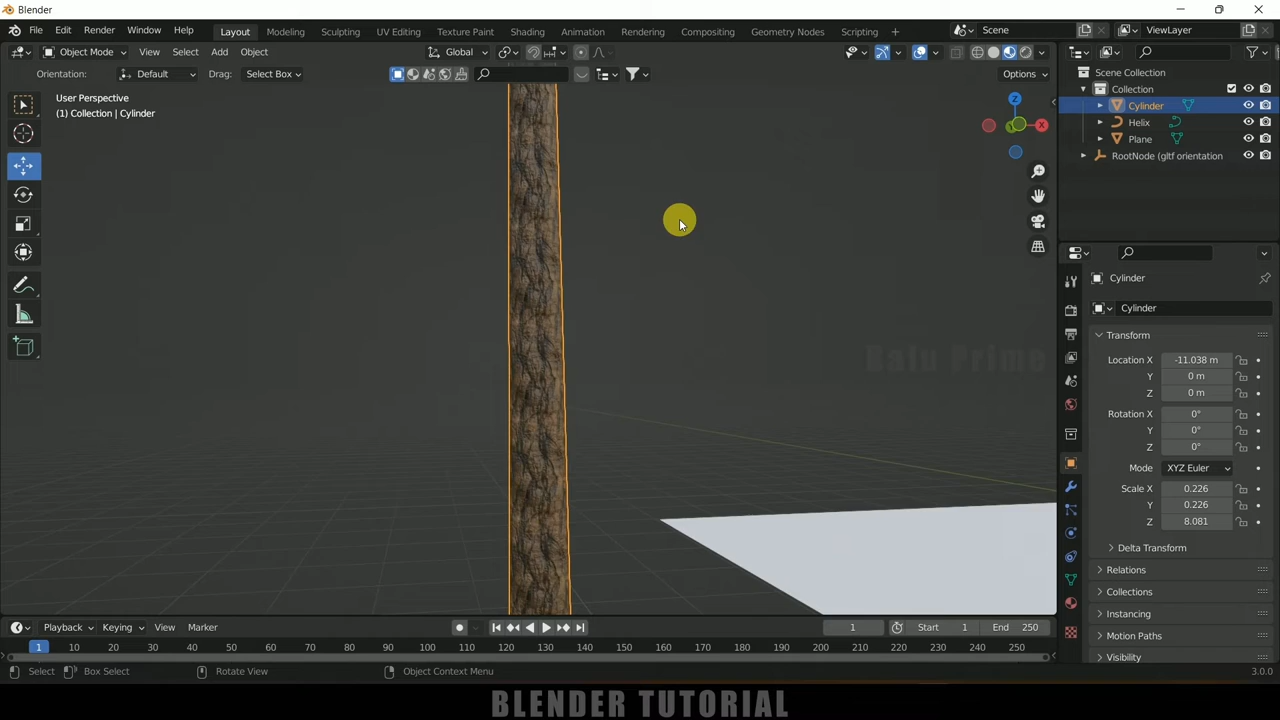 Blender
File Edit Render Window Help Layout Modeling Sculpting UV Editing Texture Paint Shading Animation Rendering Compositing Geometry Nodes Scripting + Scene ViewLayer
Object Mode View Select Add Object Global
Orientation: Default Drag: Select Box Options
User Perspective
(1) Collection | Cylinder
Z
X
Scene Collection
Collection
Cylinder
Helix
Plane
RootNode (gltf orientation
Cylinder
Cylinder
Transform
Location X -11.038 m
Y 0 m
Z 0 m
Rotation X 0°
Y 0°
Z 0°
Mode XYZ Euler
Scale X 0.226
Y 0.226
Z 8.081
Delta Transform
Relations
Collections
Instancing
Motion Paths
Visibility
Balu Prime
Playback Keying View Marker 1 Start 1 End 250
1 10 20 30 40 50 60 70 80 90 100 110 120 130 140 150 160 170 180 190 200 210 220 230 240 250
Select Box Select Rotate View Object Context Menu 3.0.0
BLENDER TUTORIAL